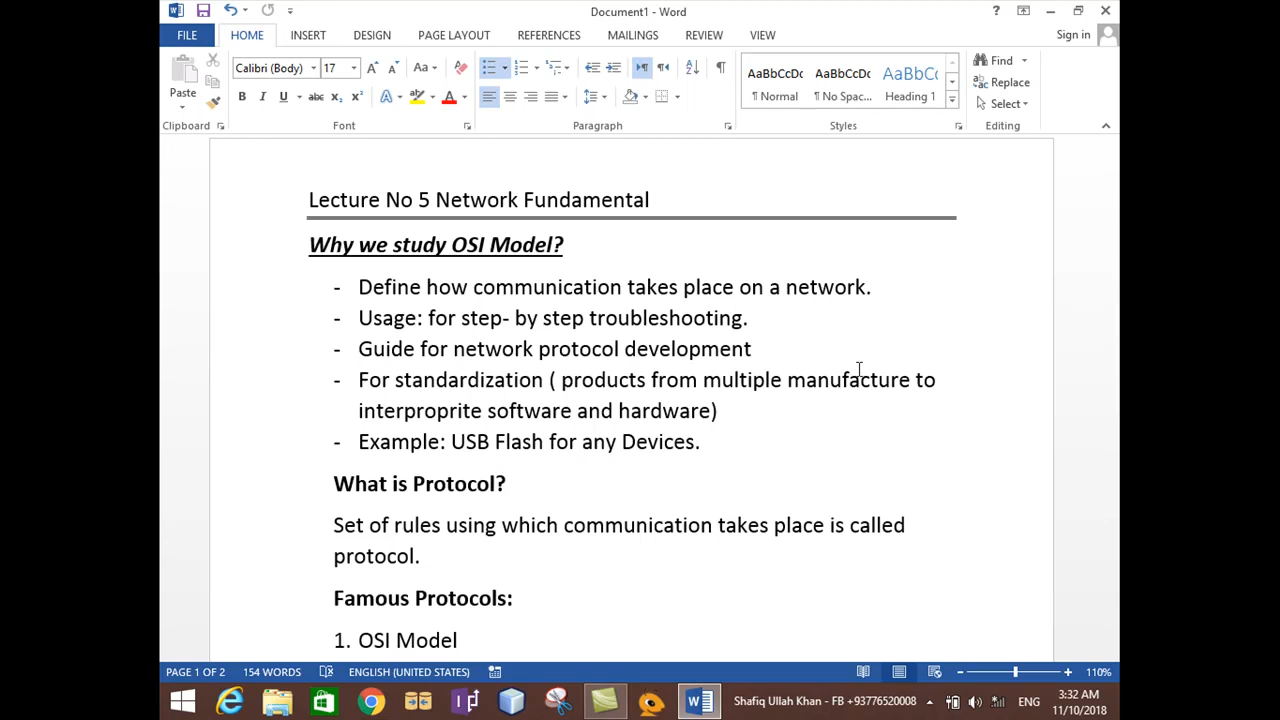 Document1 - Word
?
FILE
HOME
INSERT
DESIGN
PAGE LAYOUT
REFERENCES
MAILINGS
REVIEW
VIEW
Sign in
Paste
Calibri (Body)
17
Aa
B I U abc x₂ x² A ab A
AaBbCcDc
AaBbCcDc
AaBbCc
¶ Normal
¶ No Spac...
Heading 1
Find
Replace
Select
Clipboard
Font
Paragraph
Styles
Editing
Lecture No 5 Network Fundamental
Why we study OSI Model?
- Define how communication takes place on a network.
- Usage: for step- by step troubleshooting.
- Guide for network protocol development
- For standardization ( products from multiple manufacture to
interproprite software and hardware)
- Example: USB Flash for any Devices.
What is Protocol?
Set of rules using which communication takes place is called
protocol.
Famous Protocols:
1. OSI Model
PAGE 1 OF 2
154 WORDS
ENGLISH (UNITED STATES)
110%
Shafiq Ullah Khan - FB +93776520008
ENG
3:32 AM
11/10/2018